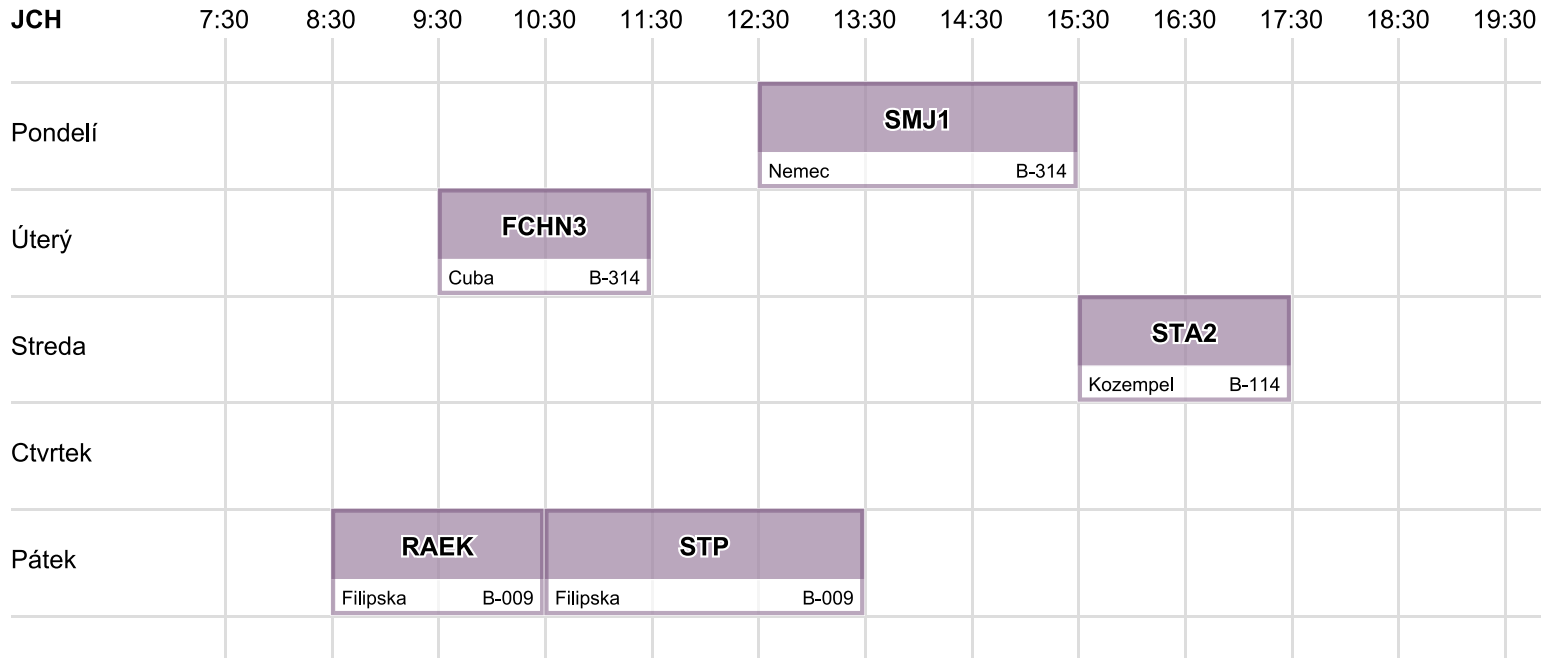 JCH 7:30 8:30 9:30 10:30 11:30 12:30 13:30 14:30 15:30 16:30 17:30 18:30 19:30
Pondelí
SMJ1
Nemec B-314
Úterý
FCHN3
Cuba B-314
Streda
STA2
Kozempel B-114
Ctvrtek
Pátek
RAEK
Filipska B-009
STP
Filipska B-009